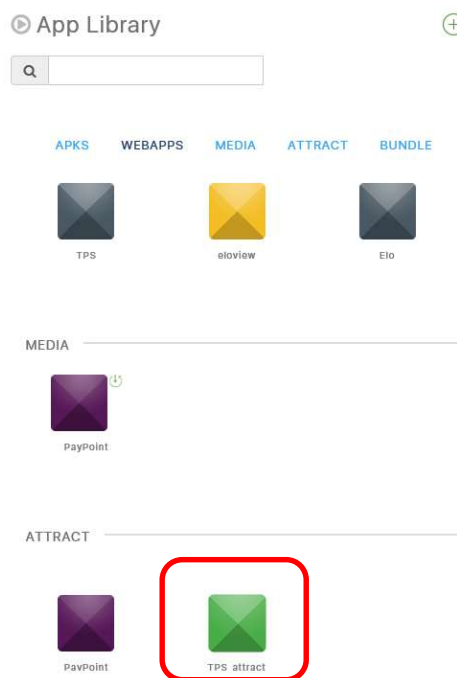 App Library
APKS WEBAPPS MEDIA ATTRACT BUNDLE
TPS eloview Elo
MEDIA
PayPoint
ATTRACT
PayPoint TPS attract